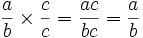 a/b × c/c = ac/bc = a/b